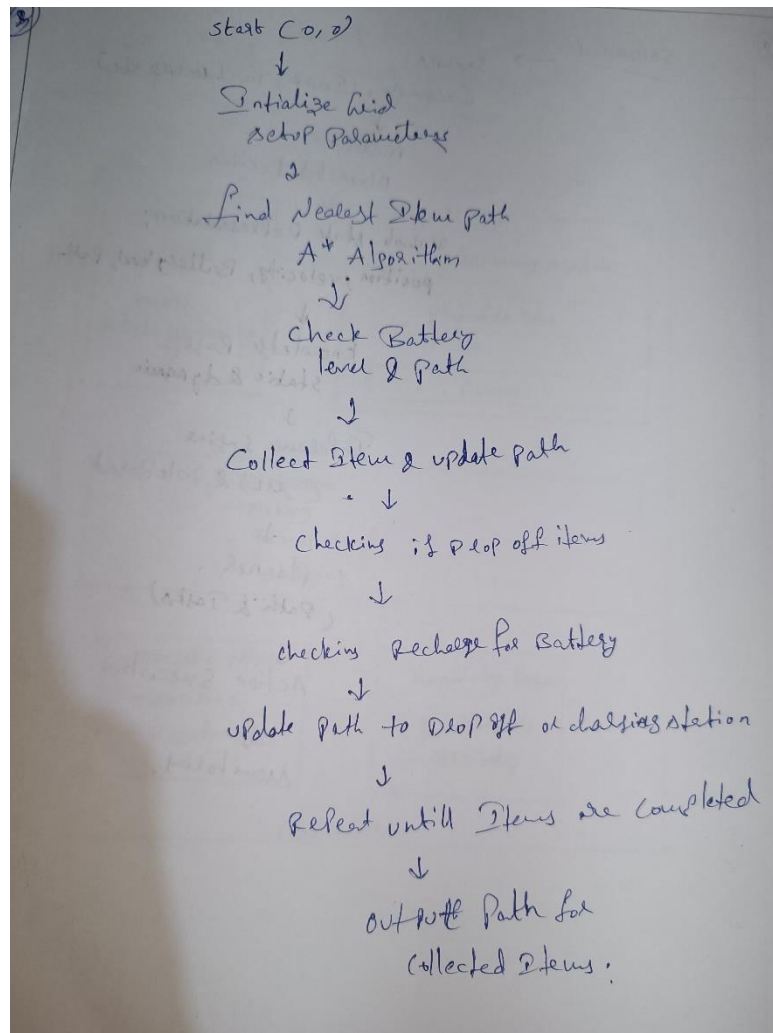 8)
Start (0,0)
↓
Intialize Grid
Setup Parameters
↓
find Nearest Item path
A* Algorithm
↓
Check Battery
level & path
↓
Collect Item & update path
↓
Checking if Drop off items
↓
checking Recharge for Battery
↓
update path to Drop off or charging station
↓
Repeat untill Items are Completed
↓
output Path for
Collected Items.